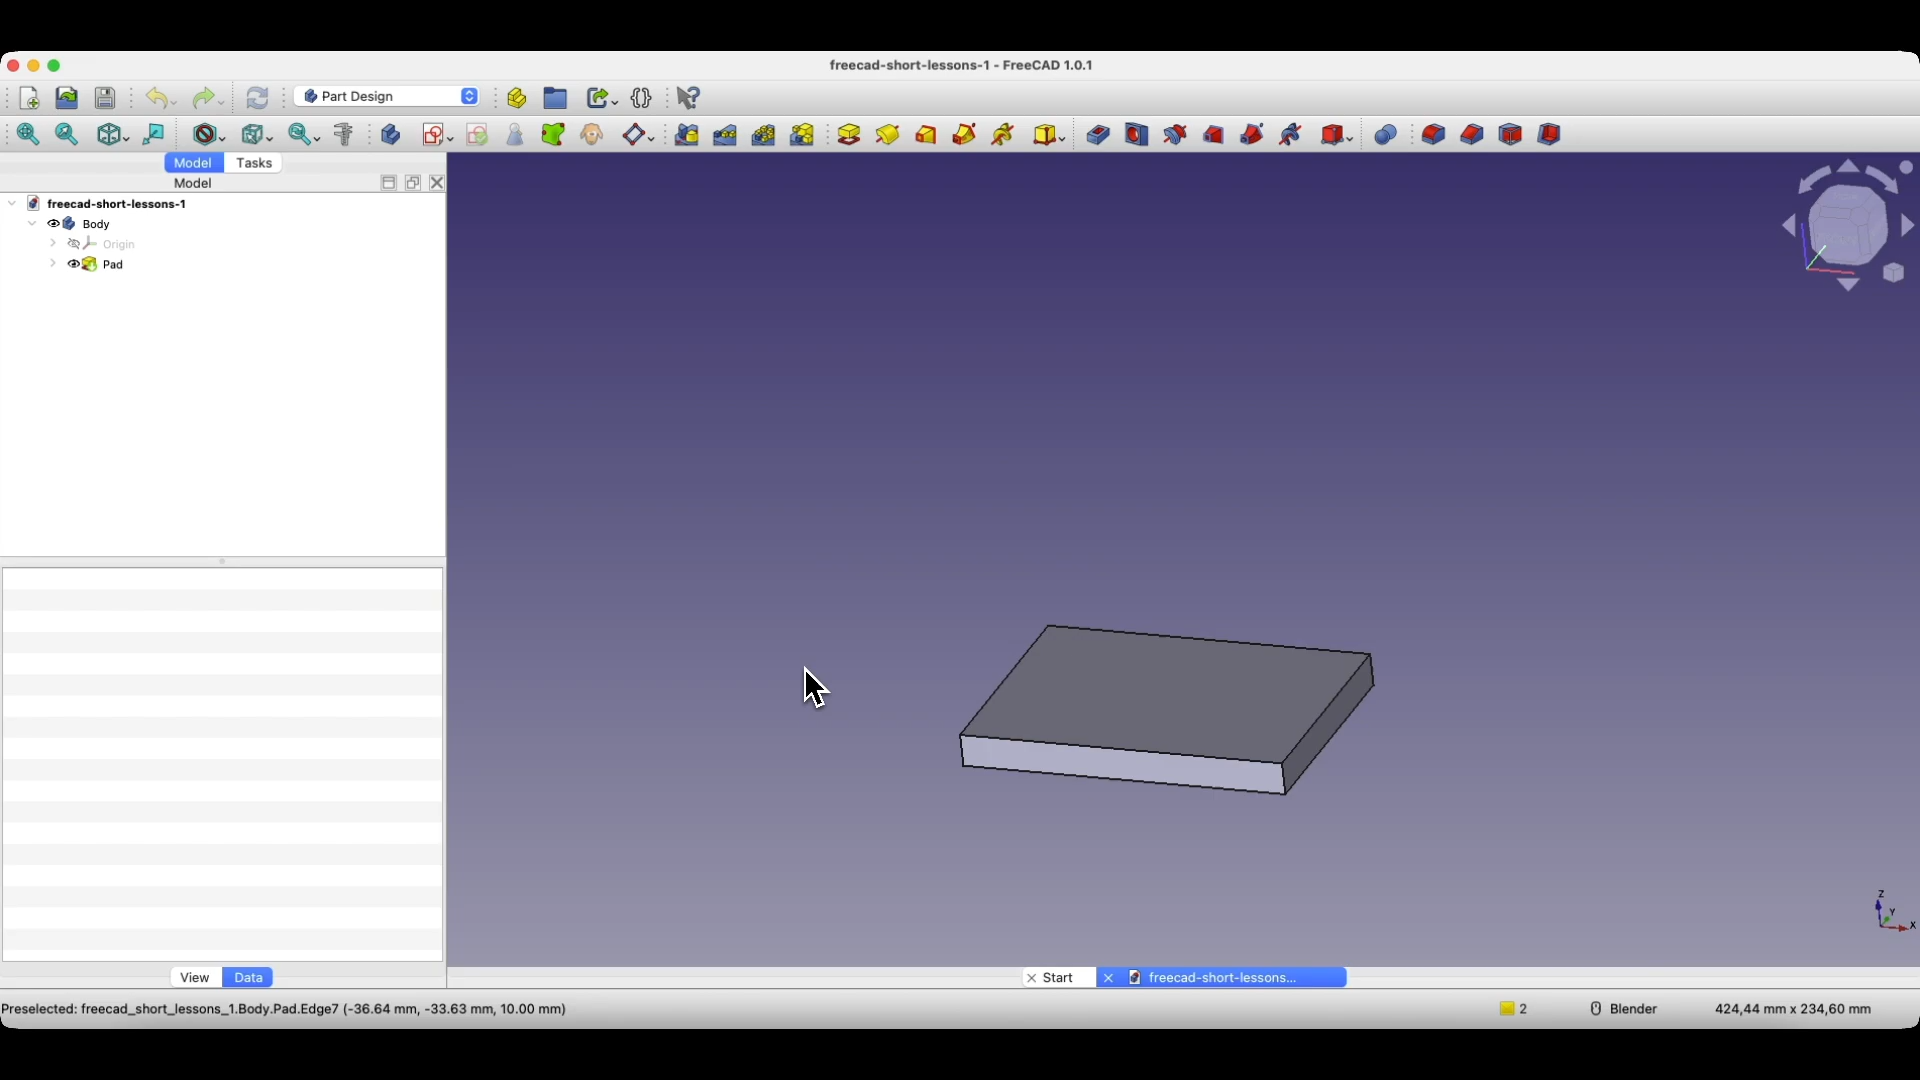 freecad-short-lessons-1 - FreeCAD 1.0.1
Part Design
Model
Tasks
Model
freecad-short-lessons-1
Body
Origin
Pad
Z
Y
X
View
Data
Start
freecad-short-lessons...
Preselected: freecad_short_lessons_1.Body.Pad.Edge7 (-36.64 mm, -33.63 mm, 10.00 mm)
2
Blender
424,44 mm x 234,60 mm